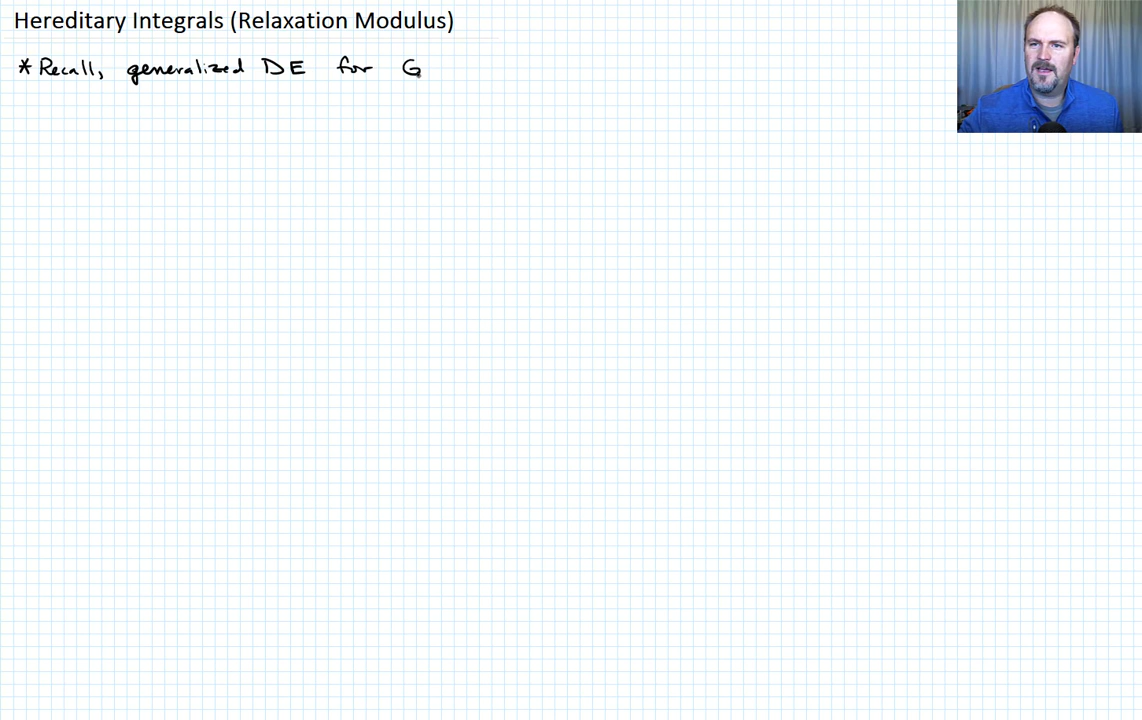 Hereditary Integrals (Relaxation Modulus)
* Recall, generalized DE for G